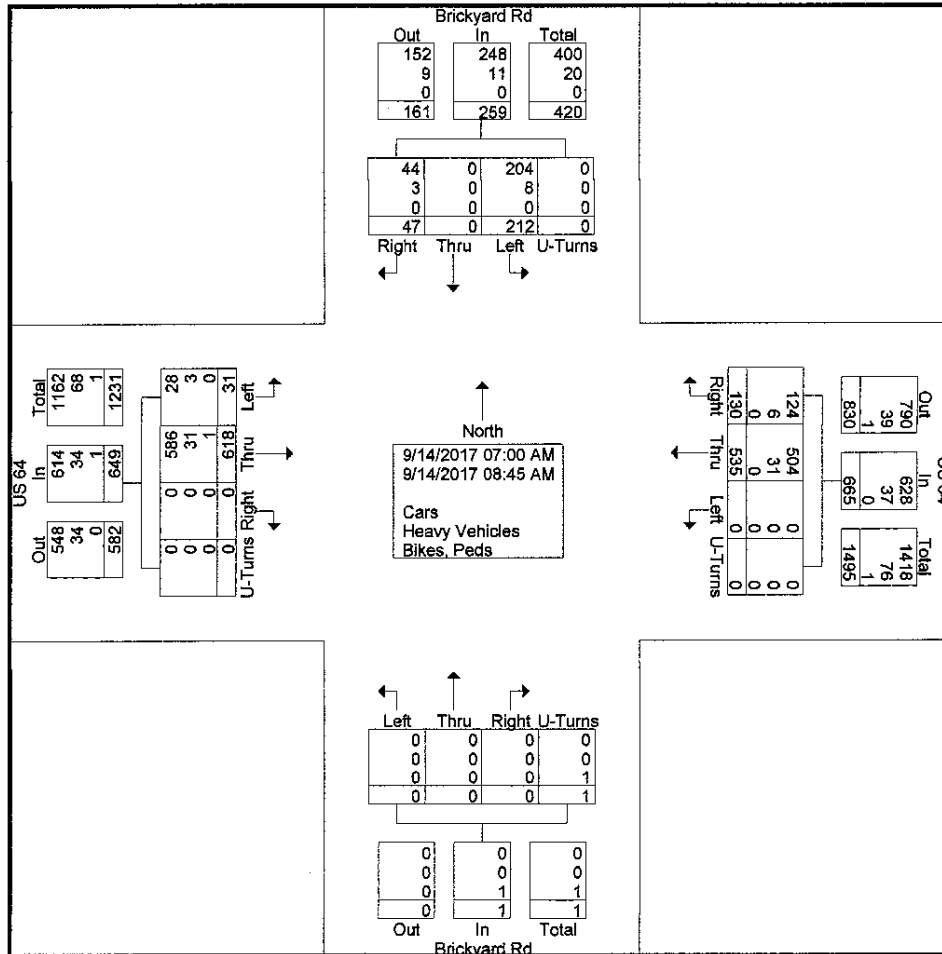 Brickyard Rd
Out In Total
152 248 400
9 11 20
0 0 0
161 259 420
44 0 204 0
3 0 8 0
0 0 0 0
47 0 212 0
Right Thru Left U-Turns
US 64
Total In Out
1162 614 548
68 34 34
1 1 0
1231 649 582
Left Thru Right U-Turns
28 586 0 0
3 31 0 0
0 1 0 0
31 618 0 0
North
9/14/2017 07:00 AM
9/14/2017 08:45 AM
Cars
Heavy Vehicles
Bikes, Peds
Right Thru Left U-Turns
124 504 0 0
6 31 0 0
0 0 0 0
130 535 0 0
Out In Total
790 628 1418
39 37 76
1 0 1
830 665 1495
Left Thru Right U-Turns
0 0 0 0
0 0 0 0
0 0 0 1
0 0 0 1
0 0 0
0 0 0
0 1 1
0 1 1
Out In Total
Brickyard Rd